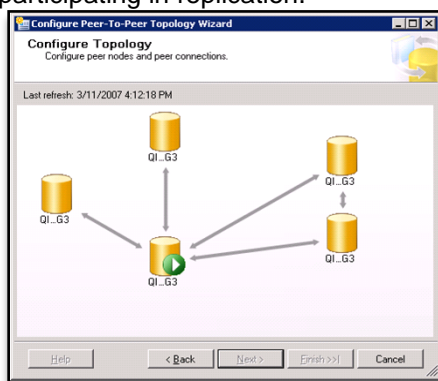 participating in replication.
Configure Peer-To-Peer Topology Wizard
Configure Topology
Configure peer nodes and peer connections.
Last refresh: 3/11/2007 4:12:18 PM
QI...G3
QI...G3
QI...G3
QI...G3
QI...G3
Help
< Back
Next >
Finish >>|
Cancel